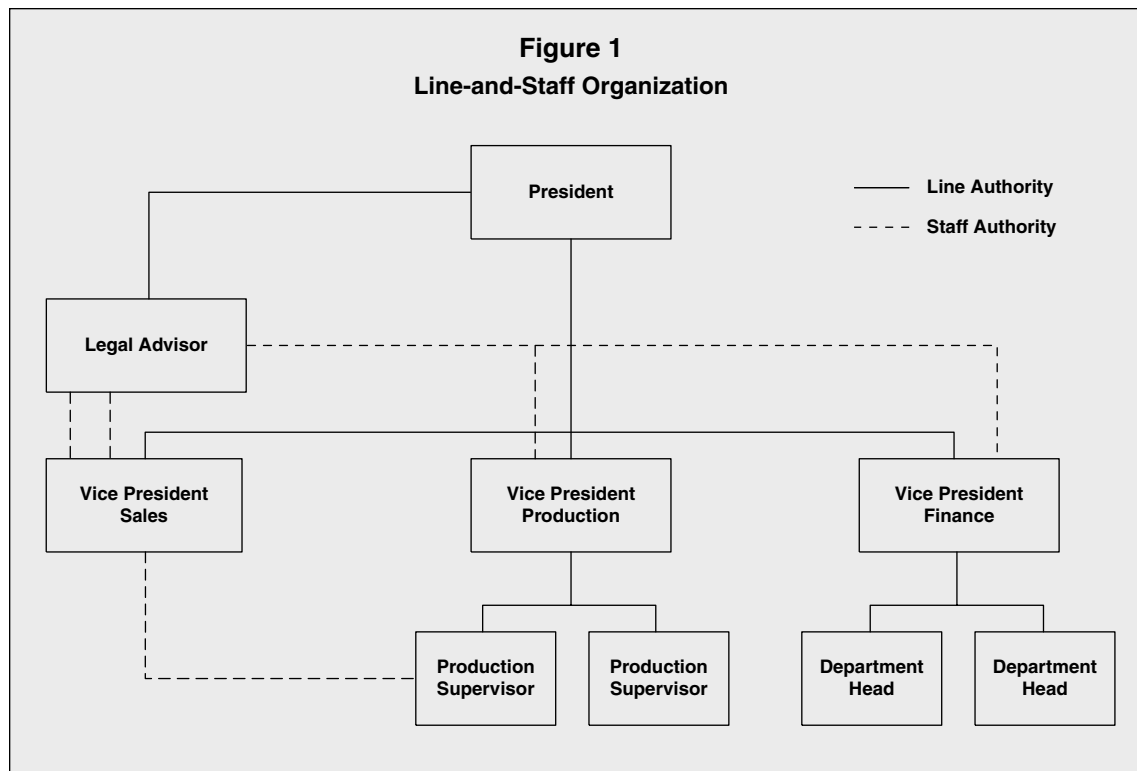 Figure 1
Line-and-Staff Organization
President
Line Authority
Staff Authority
Legal Advisor
Vice President
Sales
Vice President
Production
Vice President
Finance
Production
Supervisor
Production
Supervisor
Department
Head
Department
Head